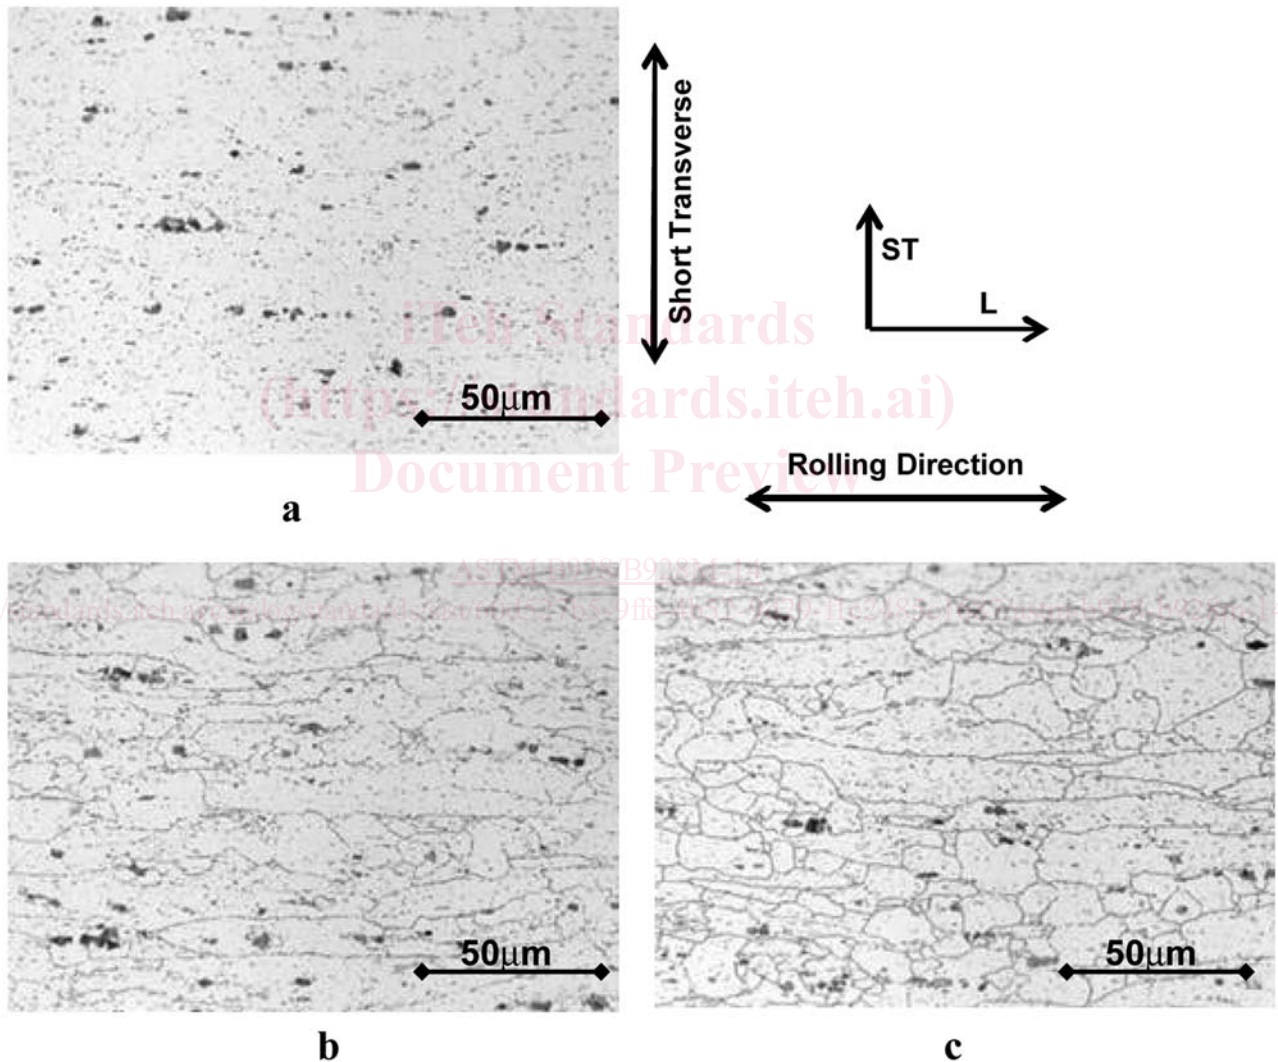 Short Transverse
ST
L
iTeh Standards
50μm
(https://standards.iteh.ai)
Rolling Direction
Document Preview
a
ASTM B928/B928M-14
50μm
50μm
b
c